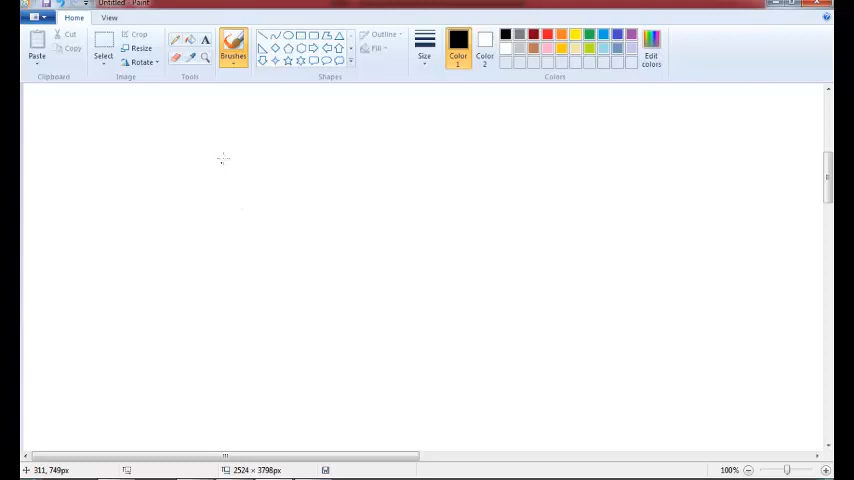 Untitled - Paint
Home View
Paste Cut Copy Clipboard
Select Crop Resize Rotate Image
Tools
Brushes
Shapes Outline Fill
Size
Color 1 Color 2 Edit colors Colors
311, 749px 2524 × 3798px 100%